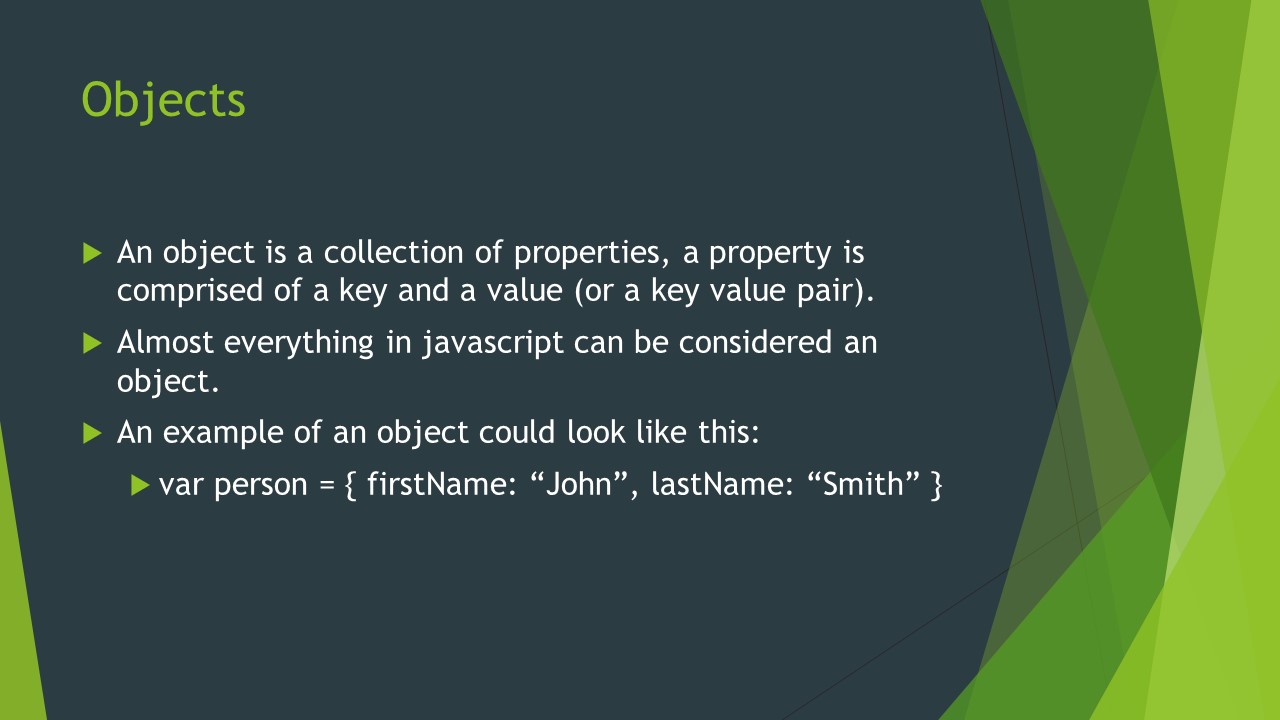 Objects
An object is a collection of properties, a property is
comprised of a key and a value (or a key value pair).
Almost everything in javascript can be considered an
object.
An example of an object could look like this:
var person = { firstName: “John”, lastName: “Smith” }